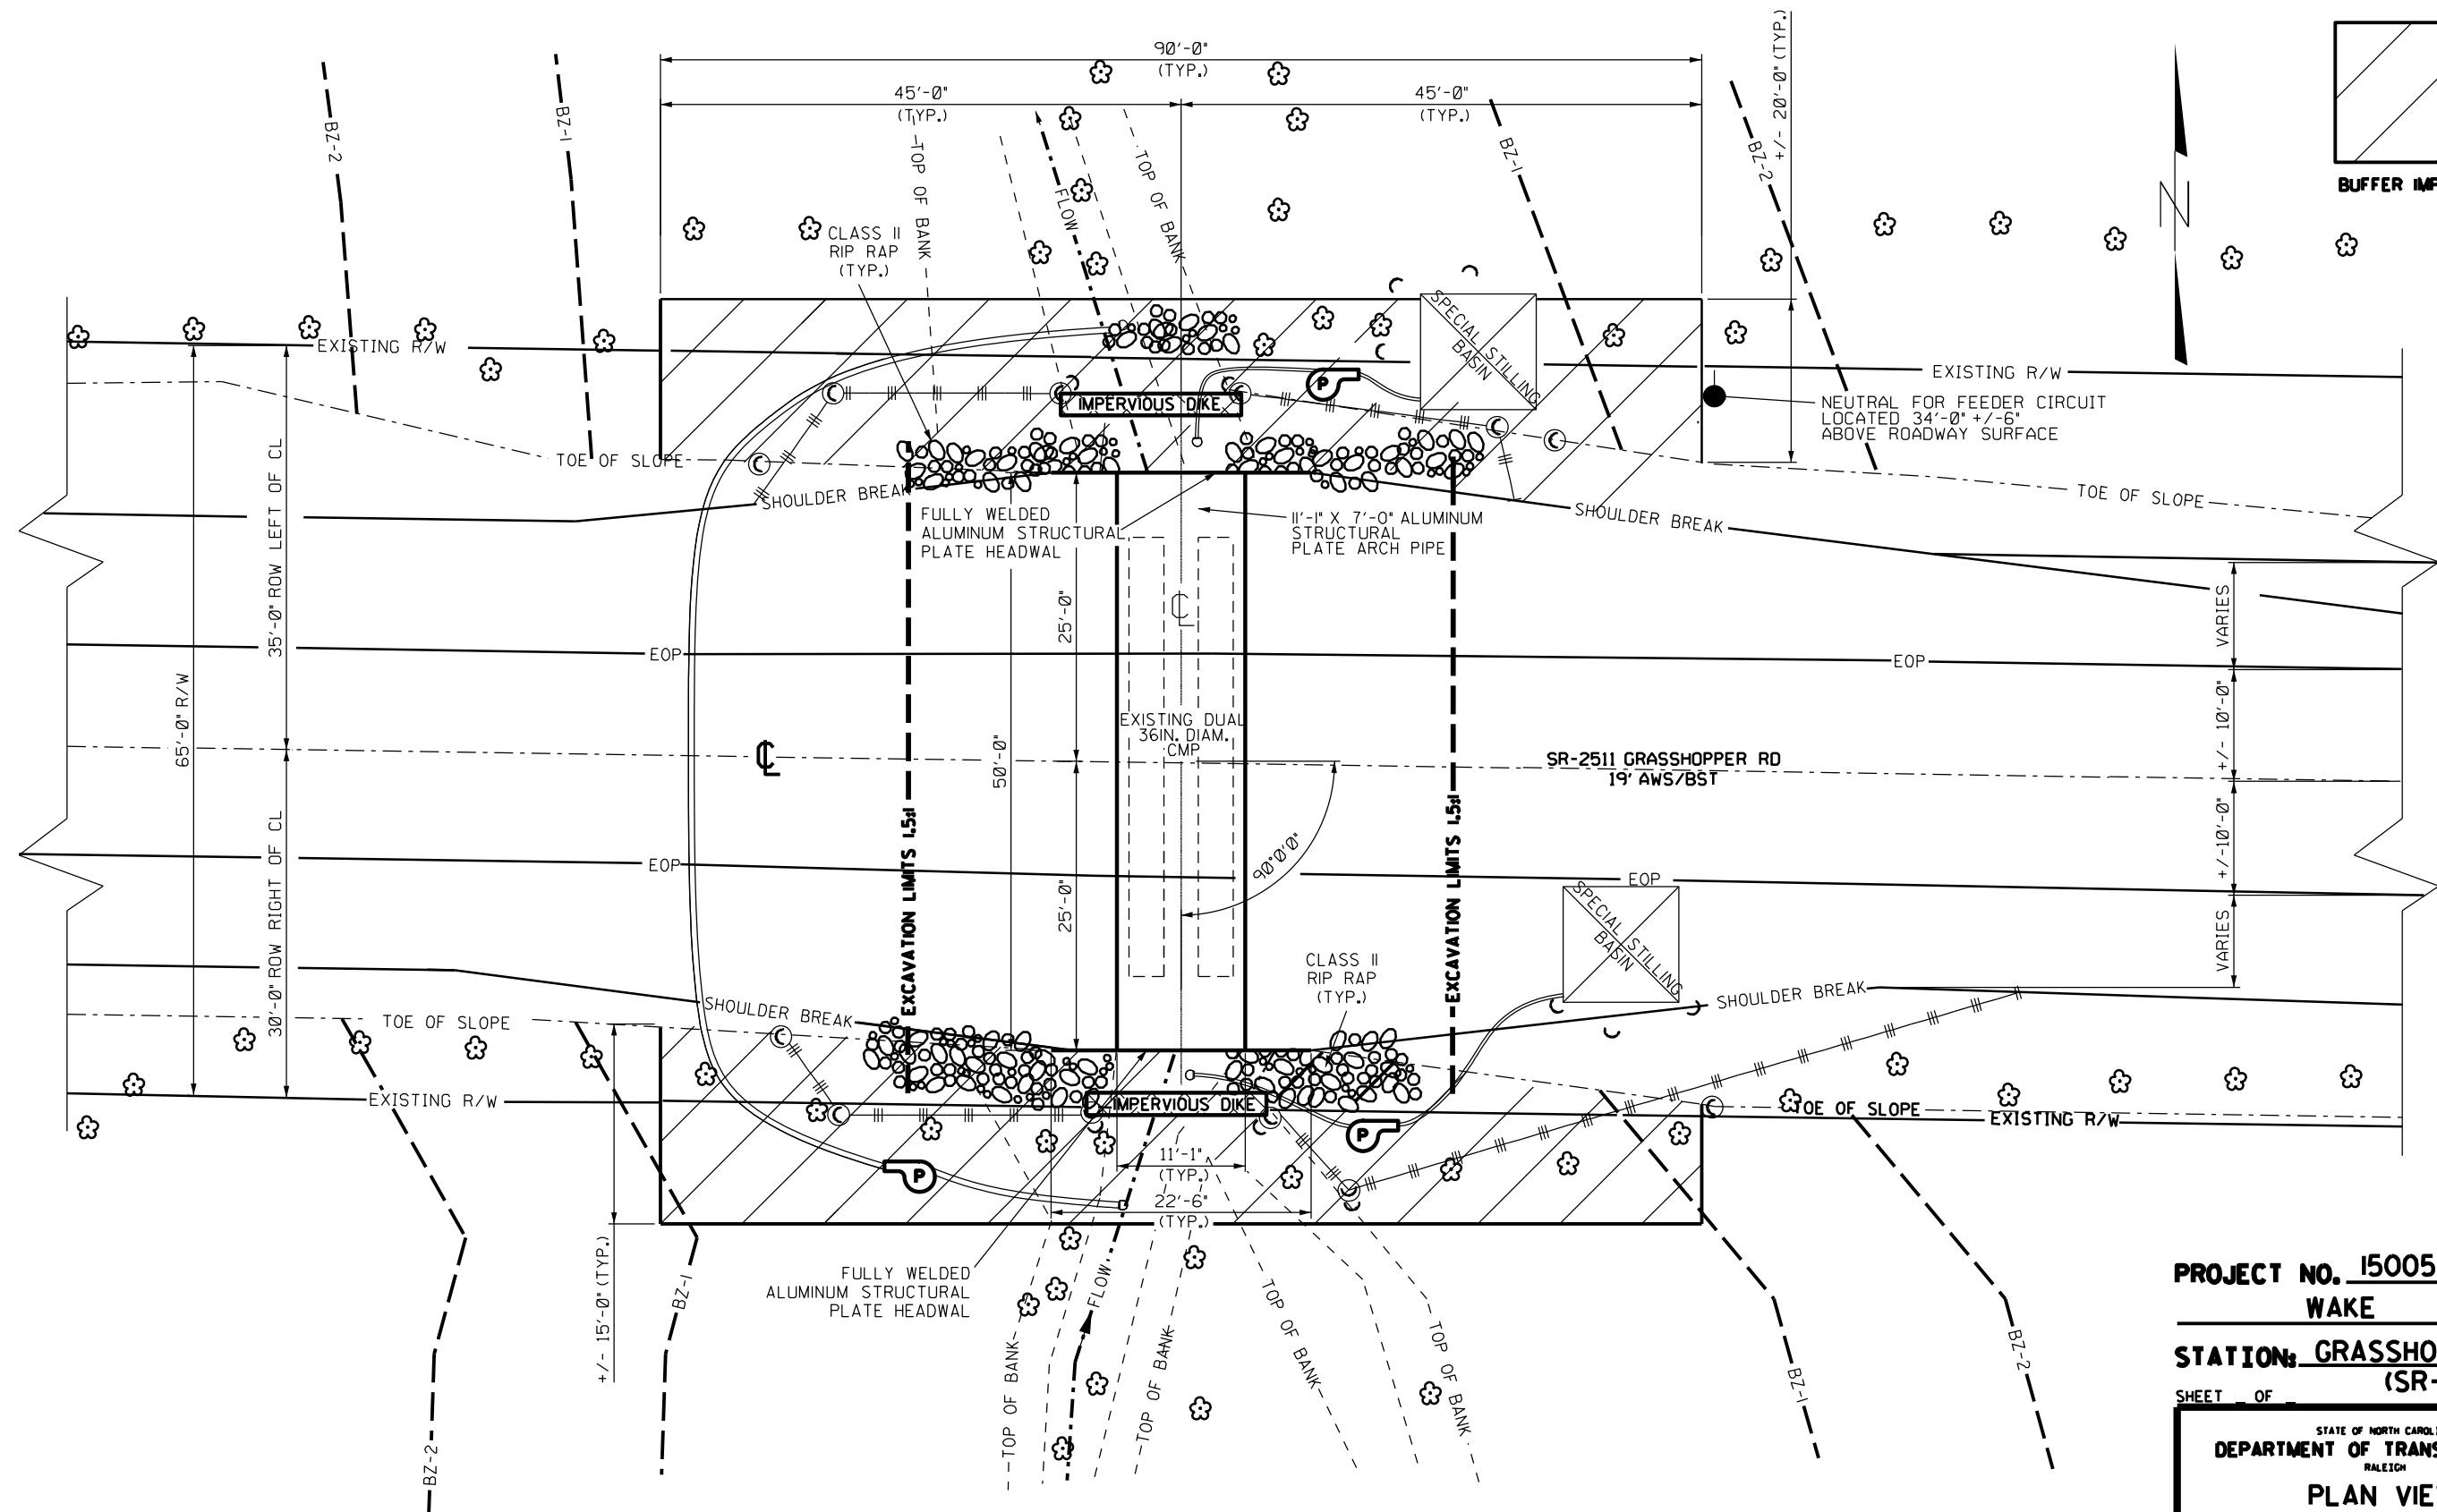 90'-0"
(TYP.)
45'-0"
(TYP.)
45'-0"
(TYP.)
+/- 20'-0" (TYP.)
BZ-2
BZ-1
TOP OF BANK
FLOW
TOP OF BANK
BZ-1
BZ-2
N
CLASS II
RIP RAP
(TYP.)
SPECIAL STILLING
BASIN
EXISTING R/W
EXISTING R/W
P
IMPERVIOUS DIKE
NEUTRAL FOR FEEDER CIRCUIT
LOCATED 34'-0" +/-6"
ABOVE ROADWAY SURFACE
TOE OF SLOPE
TOE OF SLOPE
SHOULDER BREAK
SHOULDER BREAK
FULLY WELDED
ALUMINUM STRUCTURAL
PLATE HEADWAL
11'-1" X 7'-0" ALUMINUM
STRUCTURAL
PLATE ARCH PIPE
35'-0" ROW LEFT OF CL
65'-0" R/W
30'-0" ROW RIGHT OF CL
25'-0"
50'-0"
25'-0"
CL
EOP
EOP
VARIES
+/- 10'-0"
+/-10'-0"
VARIES
EXISTING DUAL
36IN. DIAM.
CMP
CL
SR-2511 GRASSHOPPER RD
19' AWS/BST
90°0'0"
EXCAVATION LIMITS 1.5:1
EXCAVATION LIMITS 1.5:1
EOP
EOP
SPECIAL STILLING
BASIN
CLASS II
RIP RAP
(TYP.)
SHOULDER BREAK
SHOULDER BREAK
TOE OF SLOPE
EXISTING R/W
IMPERVIOUS DIKE
TOE OF SLOPE
EXISTING R/W
P
P
11'-1"
(TYP.)
22'-6"
(TYP.)
+/- 15'-0" (TYP.)
FULLY WELDED
ALUMINUM STRUCTURAL
PLATE HEADWAL
BZ-2
BZ-1
TOP OF BANK
FLOW
TOP OF BANK
TOP OF BANK
TOP OF BANK
BZ-1
BZ-2
BUFFER
PROJECT NO. 15005
WAKE
STATION: GRASSHO
(SR-
SHEET _ OF _
STATE OF NORTH CAROL
DEPARTMENT OF TRANS
RALEIGH
PLAN VIE